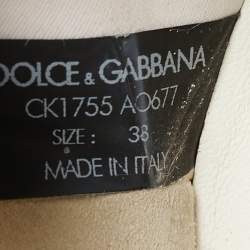 DOLCE & GABBANA
CK1755 AO677
SIZE : 38
MADE IN ITALY